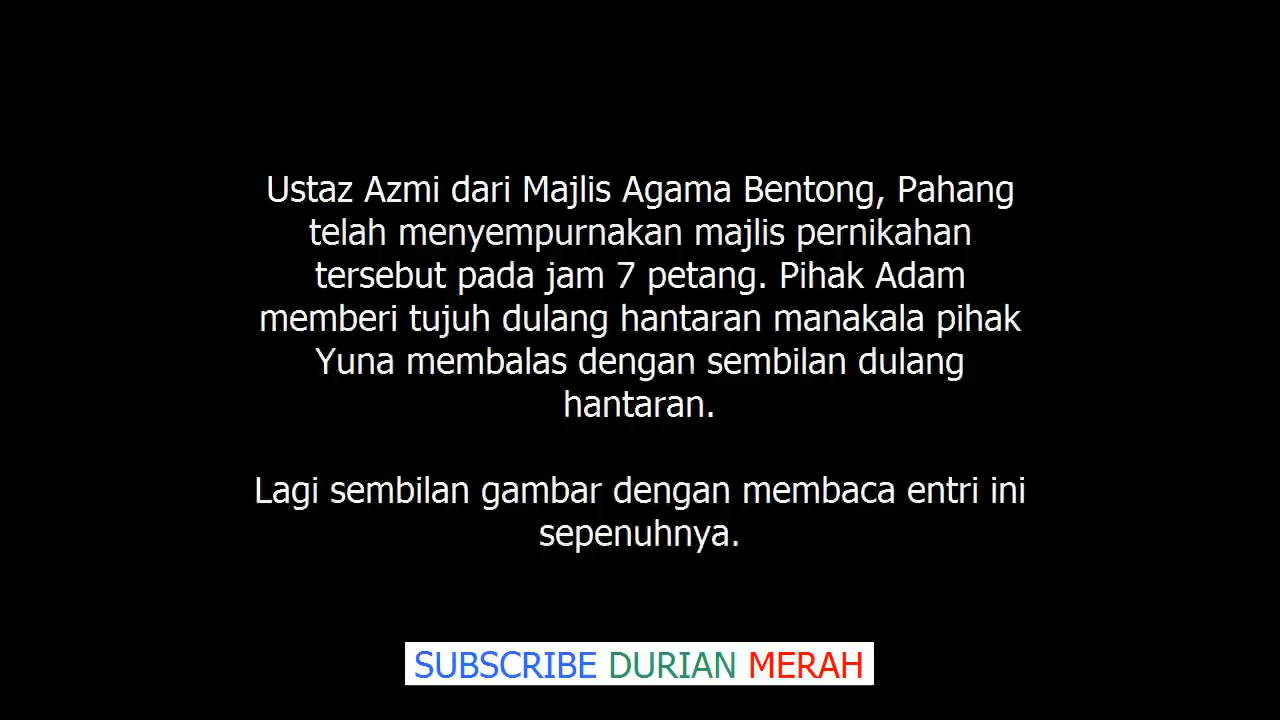 Ustaz Azmi dari Majlis Agama Bentong, Pahang
telah menyempurnakan majlis pernikahan
tersebut pada jam 7 petang. Pihak Adam
memberi tujuh dulang hantaran manakala pihak
Yuna membalas dengan sembilan dulang
hantaran.
Lagi sembilan gambar dengan membaca entri ini
sepenuhnya.
SUBSCRIBE DURIAN MERAH